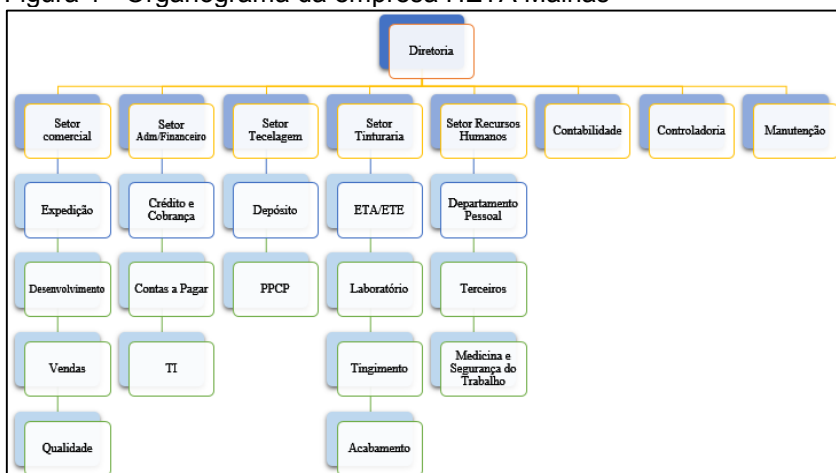 Diretoria
Setor
comercial
Setor
Adm/Financeiro
Setor
Tecelagem
Setor
Tinturaria
Setor Recursos
Humanos
Contabilidade
Controladoria
Manutenção
Expedição
Crédito e
Cobrança
Depósito
ETA/ETE
Departamento
Pessoal
Desenvolvimento
Contas a Pagar
PPCP
Laboratório
Terceiros
Vendas
TI
Tingimento
Medicina e
Segurança do
Trabalho
Qualidade
Acabamento